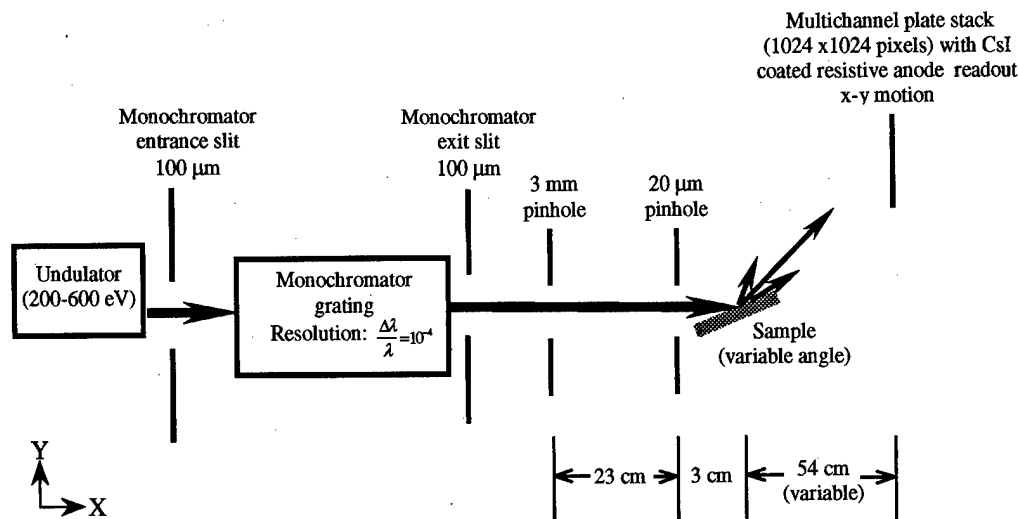 Multichannel plate stack
(1024 x1024 pixels) with CsI
coated resistive anode readout
x-y motion
Monochromator
entrance slit
100 µm
Monochromator
exit slit
100 µm
3 mm
pinhole
20 µm
pinhole
Undulator
(200-600 eV)
Monochromator
grating
Resolution: Δλ/λ=10⁻⁴
Sample
(variable angle)
23 cm
3 cm
54 cm
(variable)
Y
X